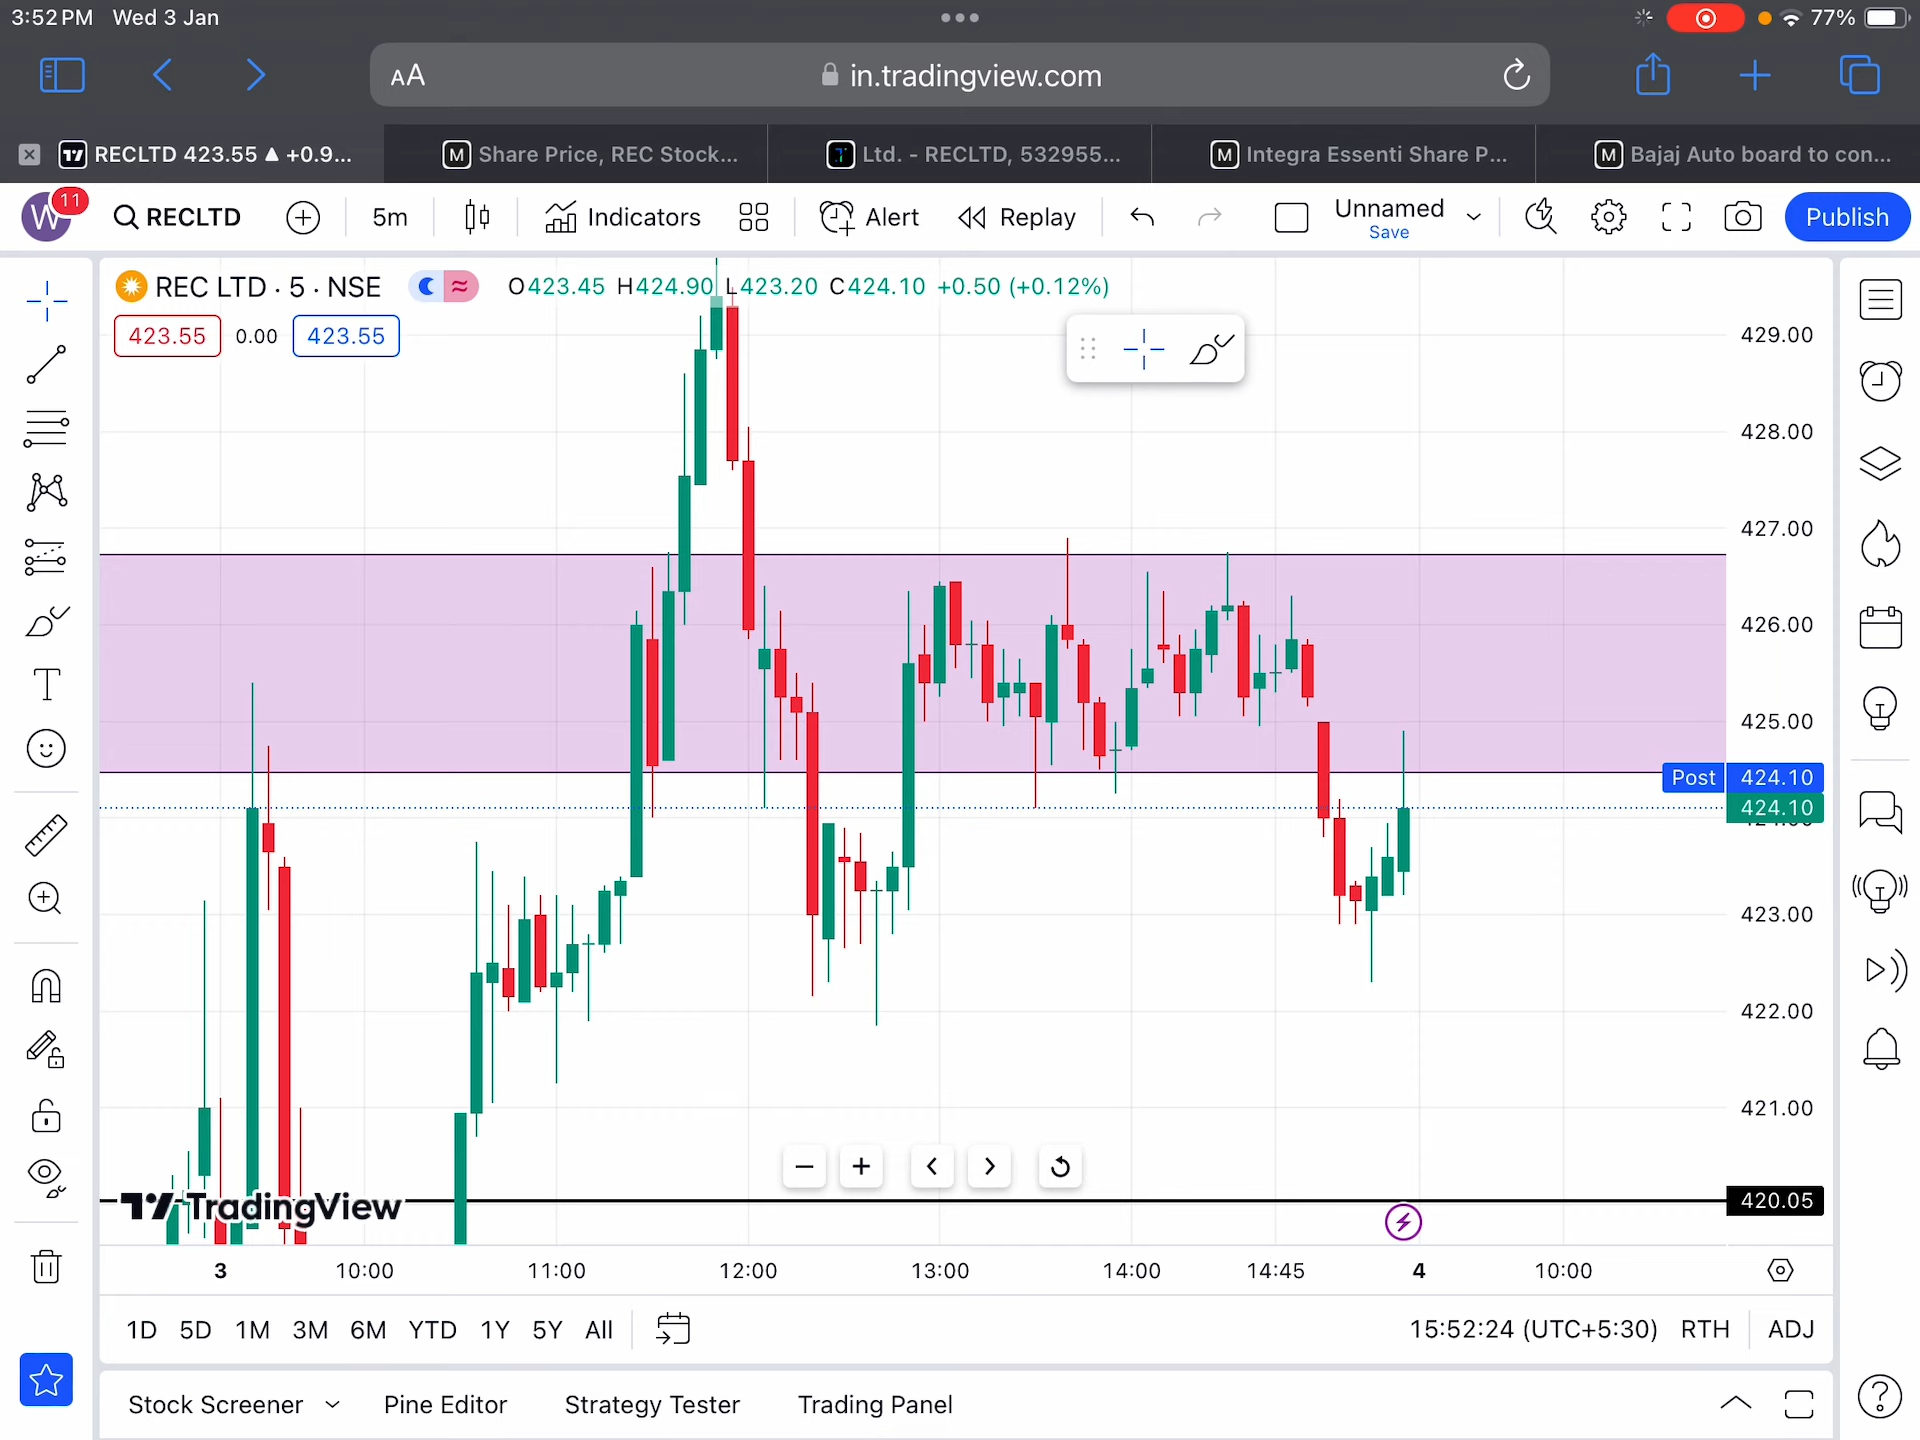 3:52 PM Wed 3 Jan
77%
AA
in.tradingview.com
RECLTD 423.55 ▲ +0.9...
M Share Price, REC Stock...
Ltd. - RECLTD, 532955...
M Integra Essenti Share P...
M Bajaj Auto board to con...
W
11
RECLTD
5m
Indicators
Alert
Replay
Unnamed
Save
Publish
REC LTD · 5 · NSE
O423.45 H424.90 L423.20 C424.10 +0.50 (+0.12%)
423.55
0.00
423.55
429.00
428.00
427.00
426.00
425.00
Post 424.10
424.10
423.00
422.00
421.00
420.05
TradingView
3
10:00
11:00
12:00
13:00
14:00
14:45
4
10:00
1D 5D 1M 3M 6M YTD 1Y 5Y All
15:52:24 (UTC+5:30) RTH ADJ
Stock Screener
Pine Editor
Strategy Tester
Trading Panel